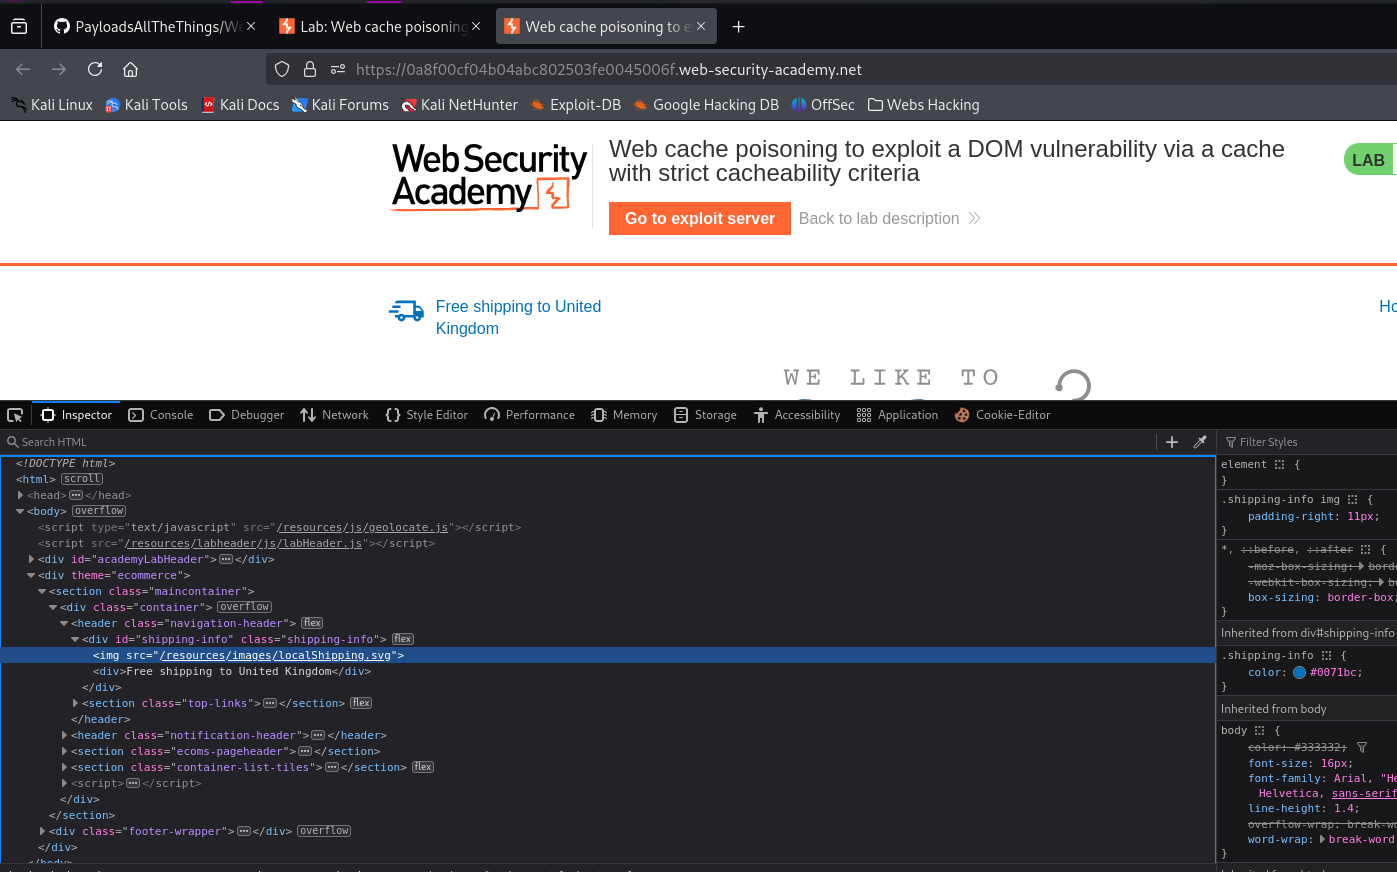 PayloadsAllTheThings/We
Lab: Web cache poisoning
Web cache poisoning to e
https://0a8f00cf04b04abc802503fe0045006f.web-security-academy.net
Kali Linux Kali Tools Kali Docs Kali Forums Kali NetHunter Exploit-DB Google Hacking DB OffSec Webs Hacking
WebSecurity
Academy
Web cache poisoning to exploit a DOM vulnerability via a cache
with strict cacheability criteria
LAB
Go to exploit server Back to lab description
Free shipping to United
Kingdom
Ho
WE LIKE TO
Inspector Console Debugger Network Style Editor Performance Memory Storage Accessibility Application Cookie-Editor
Search HTML
Filter Styles
<!DOCTYPE html>
<html> scroll
<head></head>
<body> overflow
<script type="text/javascript" src="/resources/js/geolocate.js"></script>
<script src="/resources/labheader/js/labHeader.js"></script>
<div id="academyLabHeader"></div>
<div theme="ecommerce">
<section class="maincontainer">
<div class="container"> overflow
<header class="navigation-header"> flex
<div id="shipping-info" class="shipping-info"> flex
<img src="/resources/images/localShipping.svg">
<div>Free shipping to United Kingdom</div>
</div>
<section class="top-links"></section> flex
</header>
<header class="notification-header"></header>
<section class="ecoms-pageheader"></section>
<section class="container-list-tiles"></section> flex
<script></script>
</div>
</section>
<div class="footer-wrapper"></div> overflow
</div>
</body>
element {
}
.shipping-info img {
padding-right: 11px;
}
*, ::before, ::after {
-moz-box-sizing: borde
-webkit-box-sizing: bo
box-sizing: border-box;
}
Inherited from div#shipping-info
.shipping-info {
color: #0071bc;
}
Inherited from body
body {
color: #333332;
font-size: 16px;
font-family: Arial, "He
Helvetica, sans-serif
line-height: 1.4;
overflow-wrap: break-wo
word-wrap: break-word
}